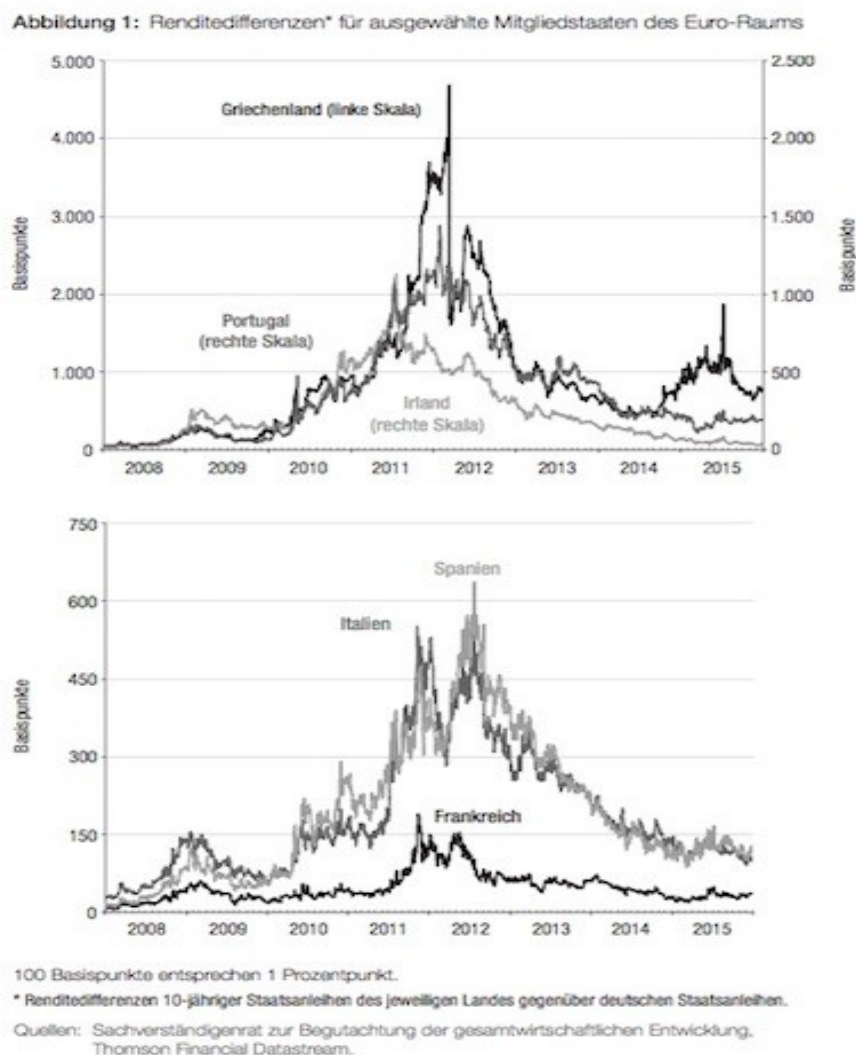 Abbildung 1: Renditedifferenzen* für ausgewählte Mitgliedstaaten des Euro-Raums
5.000
2.500
Griechenland (linke Skala)
4.000
2.000
3.000
1.500
Basispunkte
Basispunkte
2.000
1.000
Portugal
(rechte Skala)
1.000
500
Irland
(rechte Skala)
0
0
2008 2009 2010 2011 2012 2013 2014 2015
750
Spanien
600
Italien
450
Basispunkte
300
Frankreich
150
0
2008 2009 2010 2011 2012 2013 2014 2015
100 Basispunkte entsprechen 1 Prozentpunkt.
* Renditedifferenzen 10-jähriger Staatsanleihen des jeweiligen Landes gegenüber deutschen Staatsanleihen.
Quellen: Sachverständigenrat zur Begutachtung der gesamtwirtschaftlichen Entwicklung,
Thomson Financial Datastream.